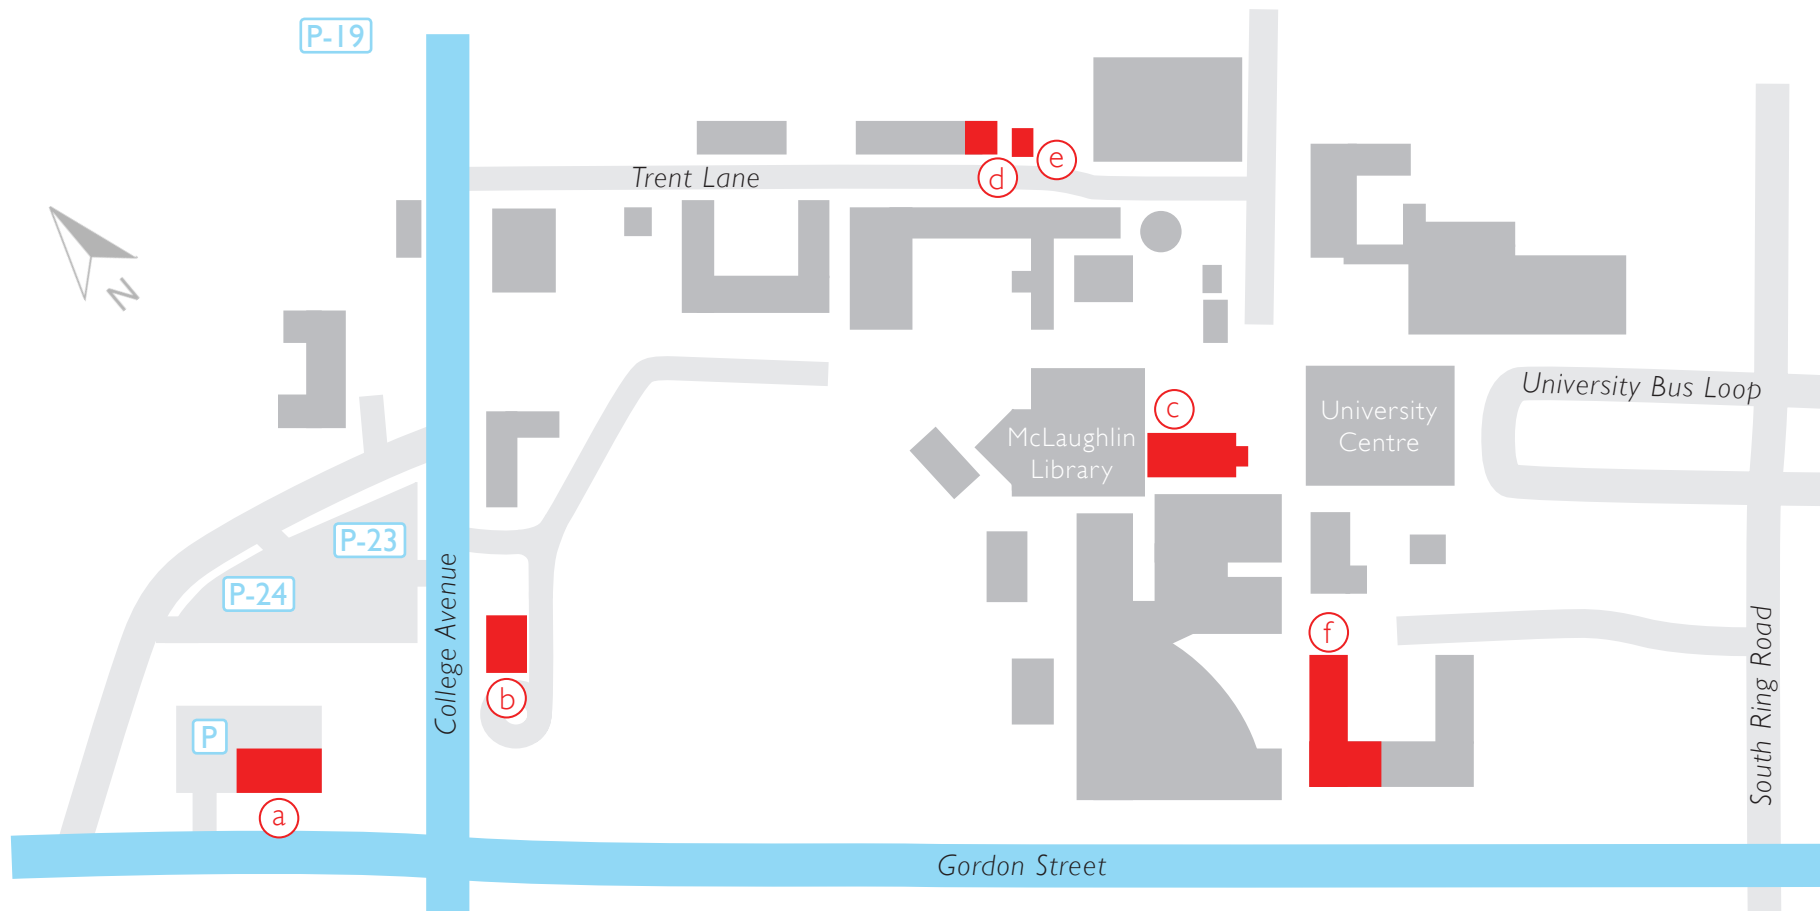 P-19
e
Trent Lane
d
N
University Bus Loop
c
University
Centre
McLaughlin
Library
P-23
P-24
College Avenue
f
b
South Ring Road
P
a
Gordon Street